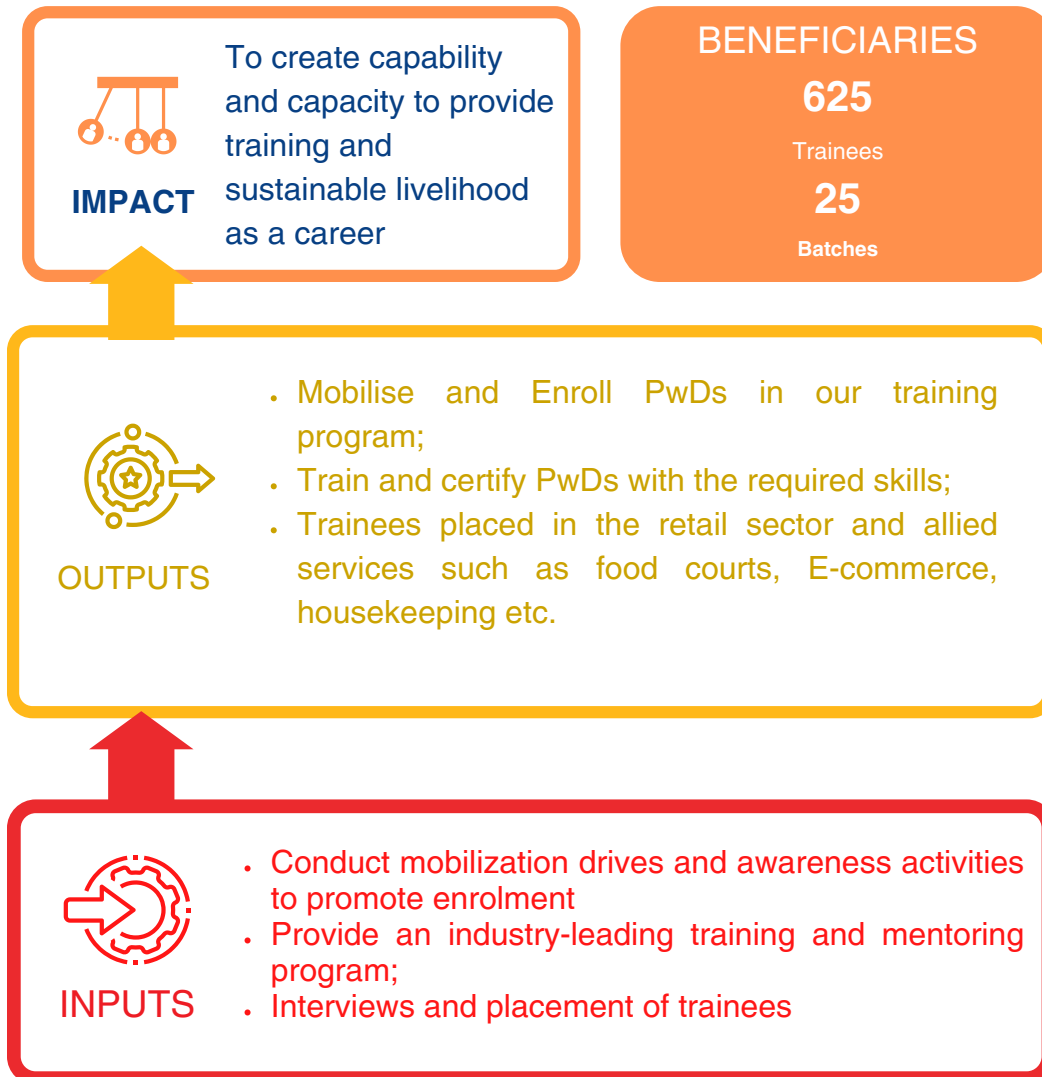 To create capability
and capacity to provide
training and
sustainable livelihood
as a career
IMPACT
BENEFICIARIES
625
Trainees
25
Batches
• Mobilise and Enroll PwDs in our training
program;
• Train and certify PwDs with the required skills;
• Trainees placed in the retail sector and allied
services such as food courts, E-commerce,
housekeeping etc.
OUTPUTS
• Conduct mobilization drives and awareness activities
to promote enrolment
• Provide an industry-leading training and mentoring
program;
• Interviews and placement of trainees
INPUTS